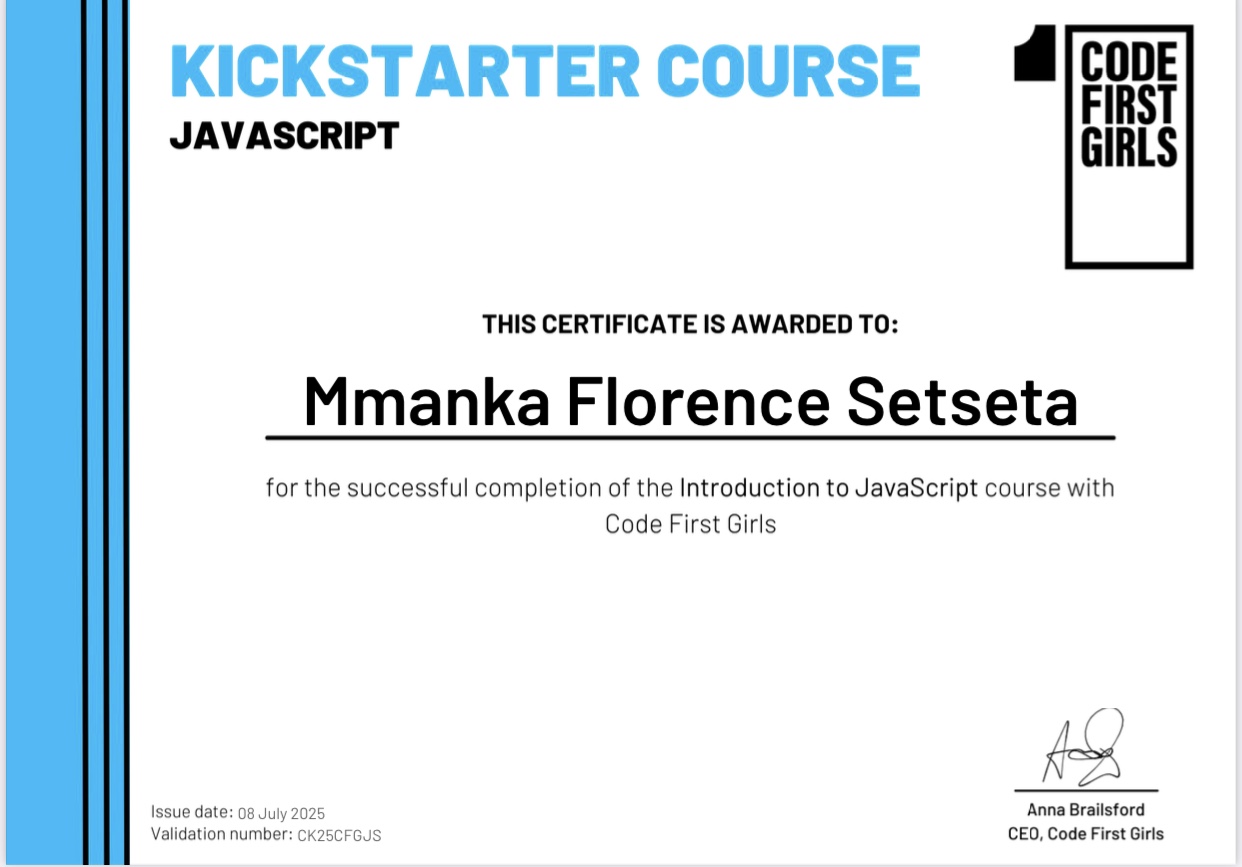 KICKSTARTER COURSE
JAVASCRIPT
CODE
FIRST
GIRLS
THIS CERTIFICATE IS AWARDED TO:
Mmanka Florence Setseta
for the successful completion of the Introduction to JavaScript course with
Code First Girls
Issue date: 08 July 2025
Validation number: CK25CFGJS
Anna Brailsford
CEO, Code First Girls